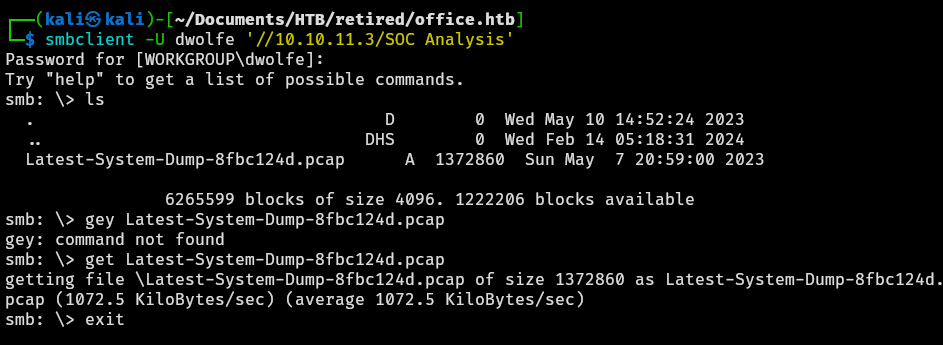 ┌──(kali㉿kali)-[~/Documents/HTB/retired/office.htb]
└─$ smbclient -U dwolfe '//10.10.11.3/SOC Analysis'
Password for [WORKGROUP\dwolfe]:
Try "help" to get a list of possible commands.
smb: \> ls
  .                                   D        0  Wed May 10 14:52:24 2023
  ..                                DHS        0  Wed Feb 14 05:18:31 2024
  Latest-System-Dump-8fbc124d.pcap      A  1372860  Sun May  7 20:59:00 2023

                6265599 blocks of size 4096. 1222206 blocks available
smb: \> gey Latest-System-Dump-8fbc124d.pcap
gey: command not found
smb: \> get Latest-System-Dump-8fbc124d.pcap
getting file \Latest-System-Dump-8fbc124d.pcap of size 1372860 as Latest-System-Dump-8fbc124d.
pcap (1072.5 KiloBytes/sec) (average 1072.5 KiloBytes/sec)
smb: \> exit